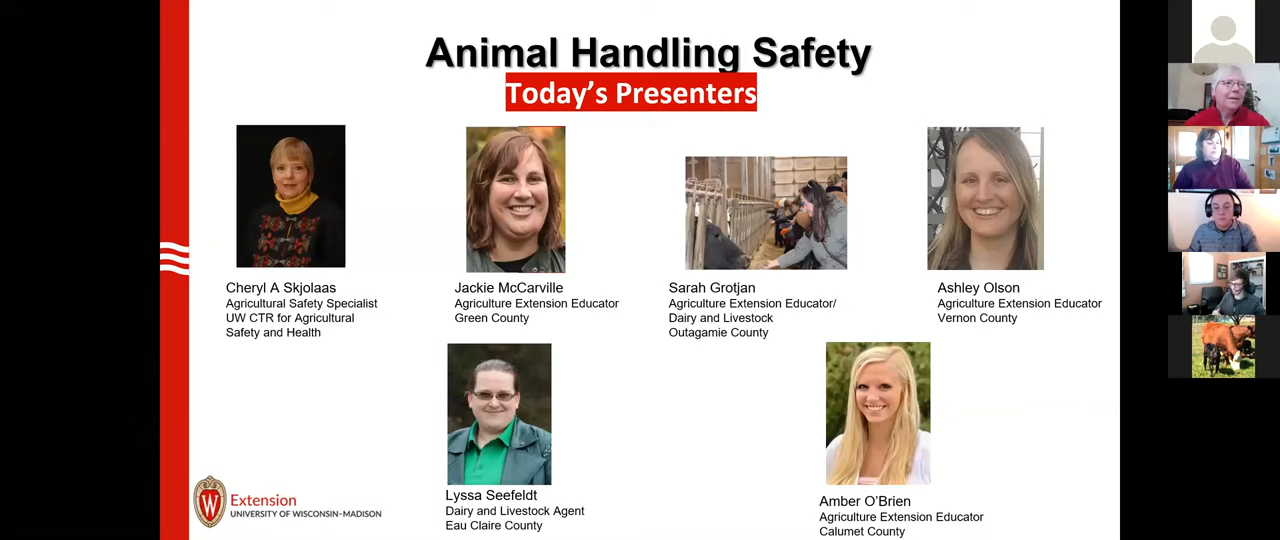 Animal Handling Safety
Today's Presenters
Cheryl A Skjolaas
Agricultural Safety Specialist
UW CTR for Agricultural
Safety and Health
Jackie McCarville
Agriculture Extension Educator
Green County
Sarah Grotjan
Agriculture Extension Educator/
Dairy and Livestock
Outagamie County
Ashley Olson
Agriculture Extension Educator
Vernon County
Lyssa Seefeldt
Dairy and Livestock Agent
Eau Claire County
Amber O'Brien
Agriculture Extension Educator
Calumet County
W
Extension
UNIVERSITY OF WISCONSIN-MADISON